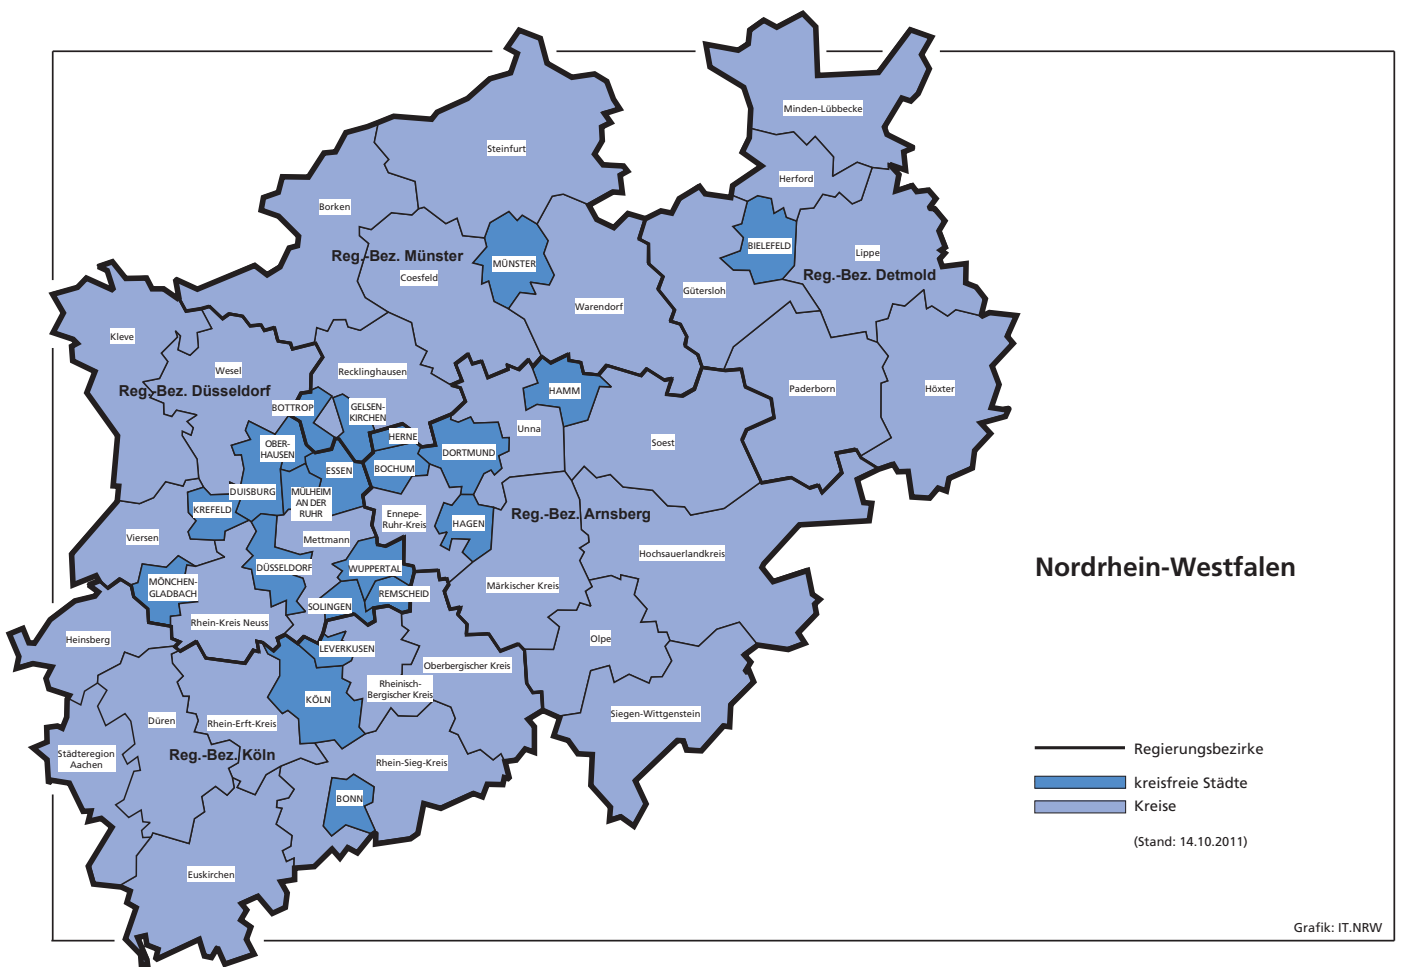 Minden-Lübbecke
Steinfurt
Herford
Borken
BIELEFELD
Lippe
Reg.-Bez. Münster
MÜNSTER
Reg.-Bez. Detmold
Coesfeld
Gütersloh
Warendorf
Kleve
Wesel
Recklinghausen
Reg.-Bez. Düsseldorf
HAMM
Paderborn
Höxter
BOTTROP
GELSEN-
KIRCHEN
HERNE
Unna
Soest
OBER-
HAUSEN
DORTMUND
ESSEN
BOCHUM
DUISBURG
MÜLHEIM
AN DER
RUHR
KREFELD
Ennepe-
Ruhr-Kreis
HAGEN
Reg.-Bez. Arnsberg
Viersen
Mettmann
Hochsauerlandkreis
DÜSSELDORF
WUPPERTAL
Nordrhein-Westfalen
MÖNCHEN-
GLADBACH
Märkischer Kreis
REMSCHEID
SOLINGEN
Rhein-Kreis Neuss
Heinsberg
Olpe
LEVERKUSEN
Oberbergischer Kreis
Rheinisch-
Bergischer Kreis
KÖLN
Siegen-Wittgenstein
Düren
Rhein-Erft-Kreis
Regierungsbezirke
Städteregion
Aachen
Reg.-Bez. Köln
Rhein-Sieg-Kreis
kreisfreie Städte
BONN
Kreise
(Stand: 14.10.2011)
Euskirchen
Grafik: IT.NRW